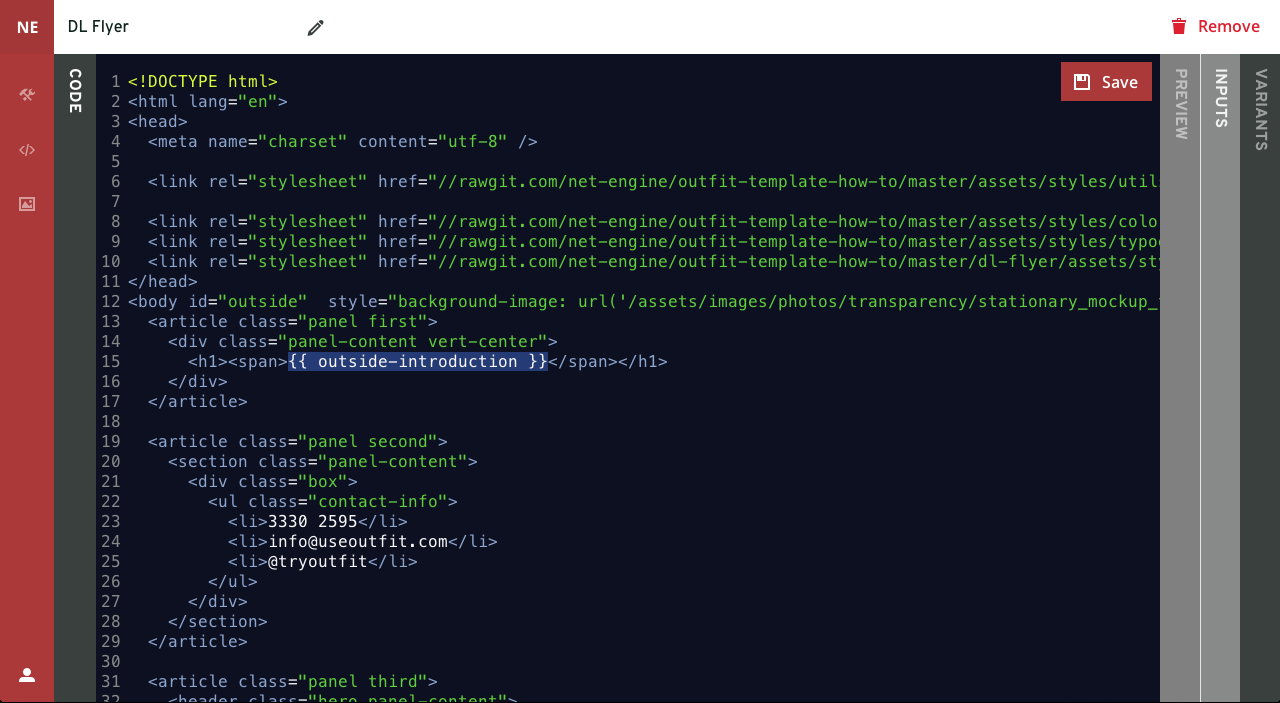 NE
DL Flyer
Remove
CODE
Save
PREVIEW
INPUTS
VARIANTS
1 <!DOCTYPE html>
2 <html lang="en">
3 <head>
4   <meta name="charset" content="utf-8" />
5
6   <link rel="stylesheet" href="//rawgit.com/net-engine/outfit-template-how-to/master/assets/styles/util
7
8   <link rel="stylesheet" href="//rawgit.com/net-engine/outfit-template-how-to/master/assets/styles/colo
9   <link rel="stylesheet" href="//rawgit.com/net-engine/outfit-template-how-to/master/assets/styles/typo
10   <link rel="stylesheet" href="//rawgit.com/net-engine/outfit-template-how-to/master/dl-flyer/assets/sty
11 </head>
12 <body id="outside"  style="background-image: url('/assets/images/photos/transparency/stationary_mockup_
13   <article class="panel first">
14     <div class="panel-content vert-center">
15       <h1><span>{{ outside-introduction }}</span></h1>
16     </div>
17   </article>
18
19   <article class="panel second">
20     <section class="panel-content">
21       <div class="box">
22         <ul class="contact-info">
23           <li>3330 2595</li>
24           <li>info@useoutfit.com</li>
25           <li>@tryoutfit</li>
26         </ul>
27       </div>
28     </section>
29   </article>
30
31   <article class="panel third">
32     <header class="hero panel-content">